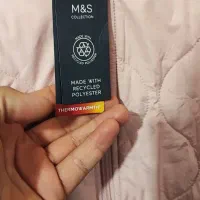 M&S
COLLECTION
MADE WITH
RECYCLED
POLYESTER
THERMOWARMTH